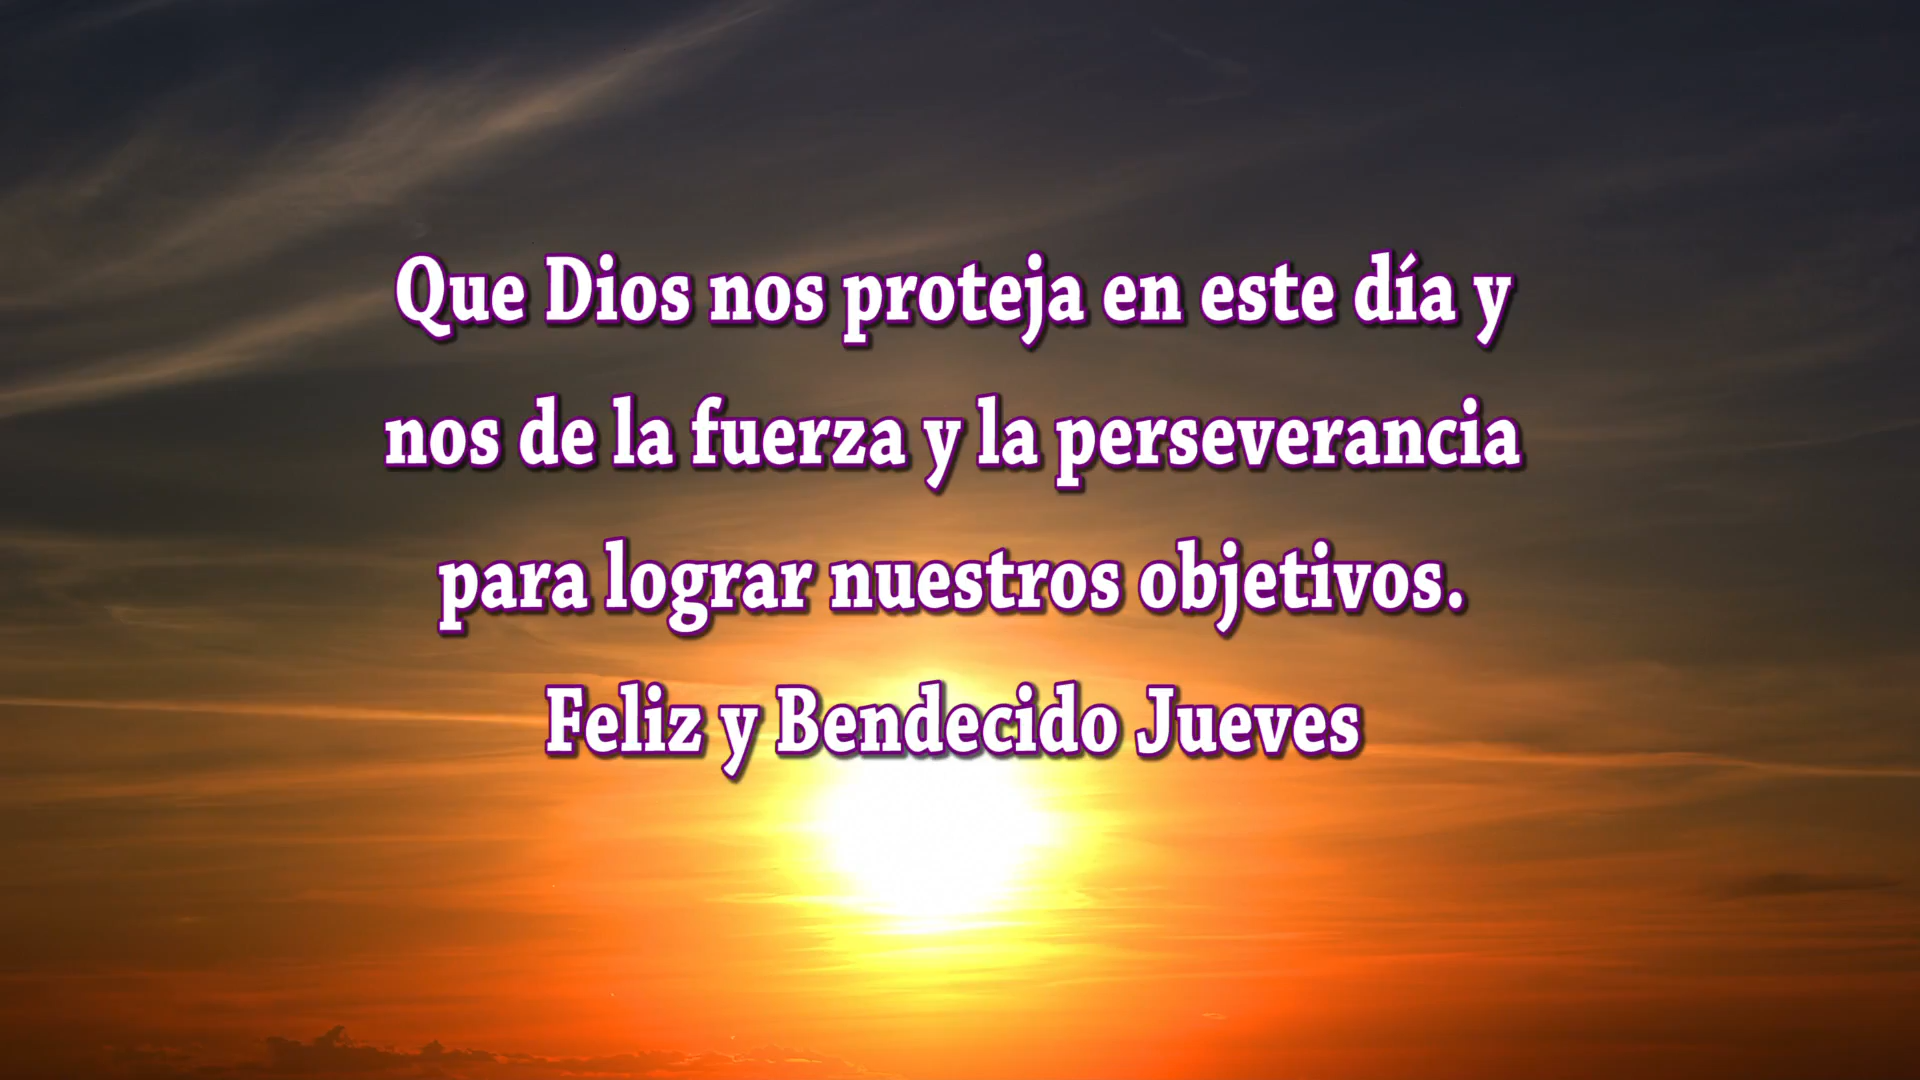 Que Dios nos proteja en este día y
nos de la fuerza y la perseverancia
para lograr nuestros objetivos.
Feliz y Bendecido Jueves